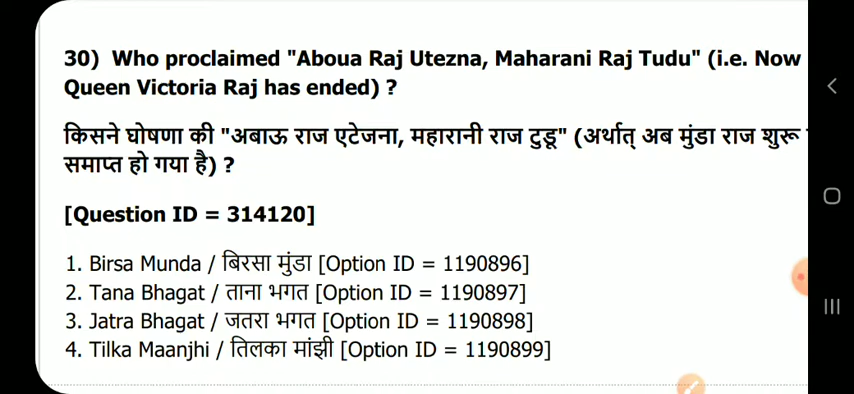 30) Who proclaimed "Aboua Raj Utezna, Maharani Raj Tudu" (i.e. Now
Queen Victoria Raj has ended) ?
किसने घोषणा की "अबाऊ राज एटेजना, महारानी राज टुडू" (अर्थात् अब मुंडा राज शुरू
समाप्त हो गया है) ?
[Question ID = 314120]
1. Birsa Munda / बिरसा मुंडा [Option ID = 1190896]
2. Tana Bhagat / ताना भगत [Option ID = 1190897]
3. Jatra Bhagat / जतरा भगत [Option ID = 1190898]
4. Tilka Maanjhi / तिलका मांझी [Option ID = 1190899]